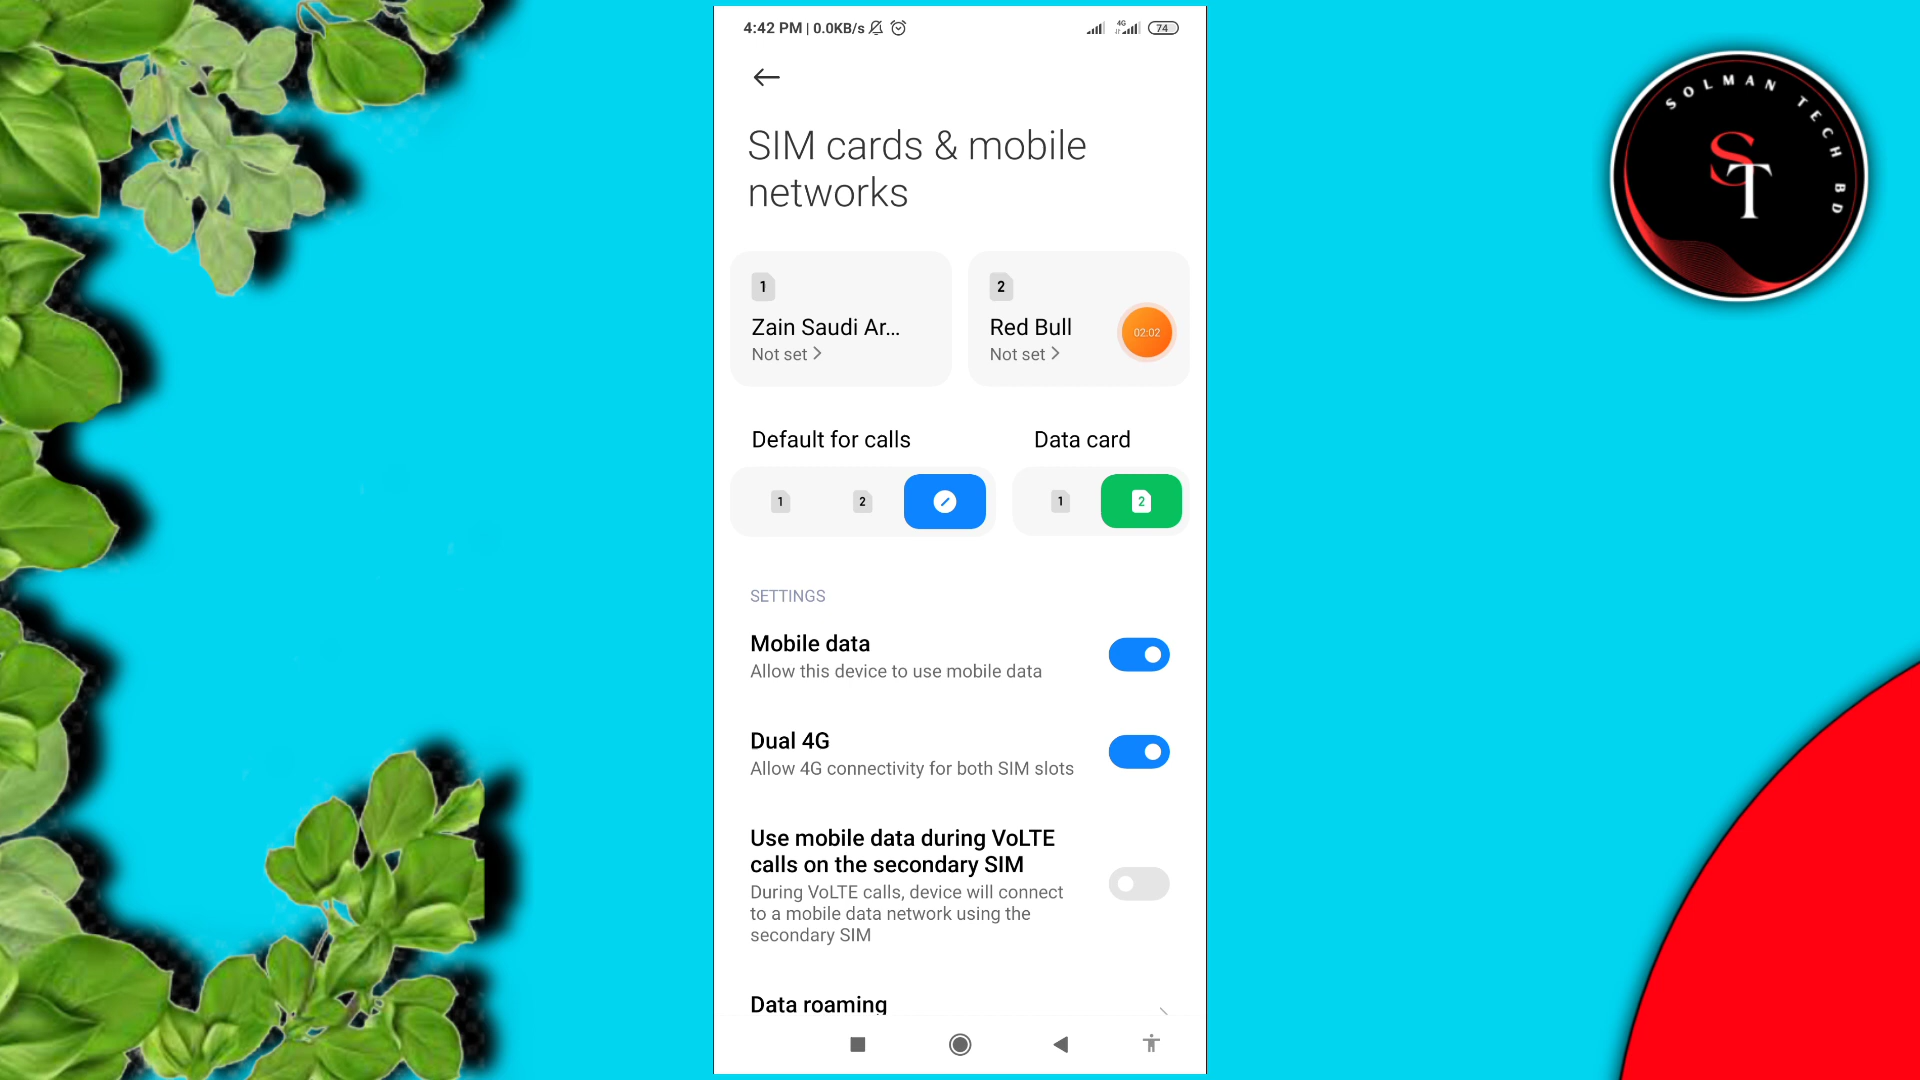 4:42 PM | 0.0KB/s
4G
74
SIM cards & mobile
networks
1
2
Zain Saudi Ar...
Red Bull
02:02
Not set
Not set
Default for calls
Data card
1
2
1
2
SETTINGS
Mobile data
Allow this device to use mobile data
Dual 4G
Allow 4G connectivity for both SIM slots
Use mobile data during VoLTE
calls on the secondary SIM
During VoLTE calls, device will connect
to a mobile data network using the
secondary SIM
Data roaming
SOLMAN TECH BD
ST